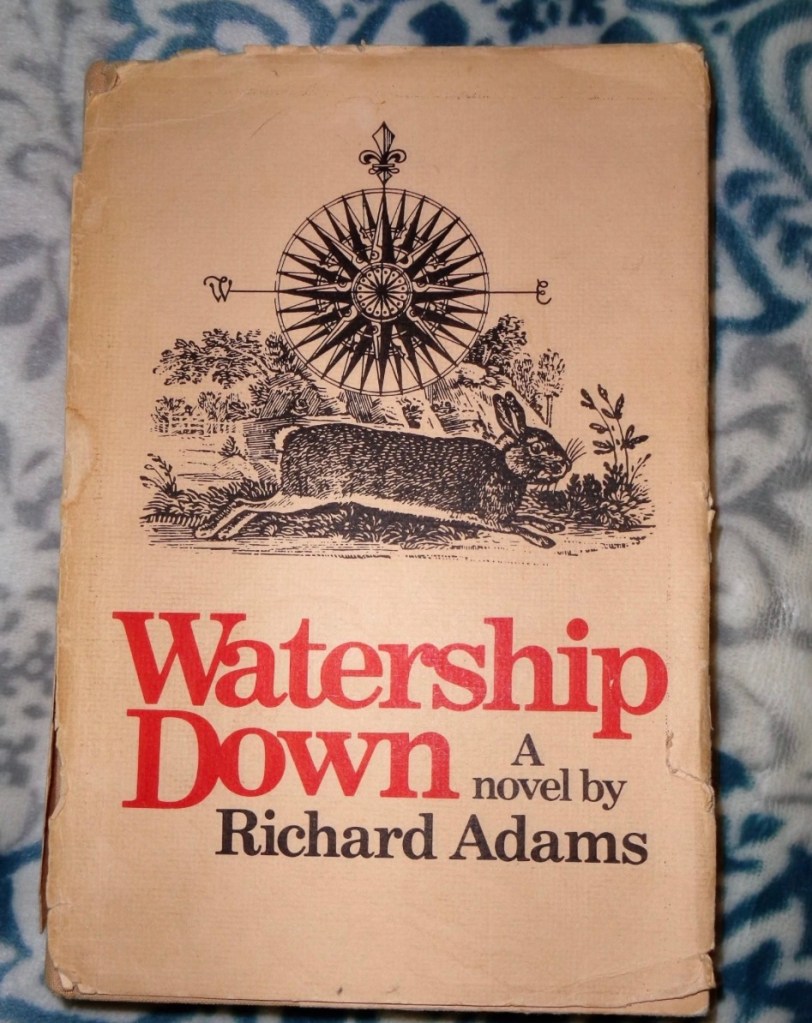 W E
Watership
Down
A
novel by
Richard Adams